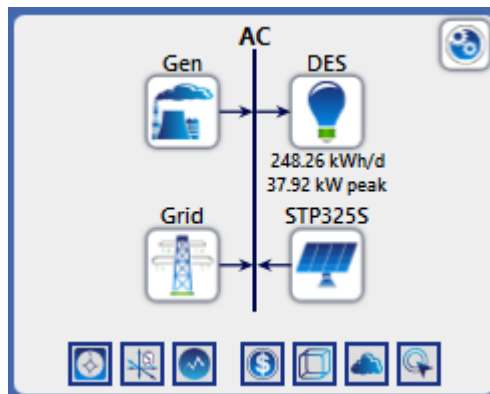 AC
Gen
DES
248.26 kWh/d
37.92 kW peak
Grid
STP325S